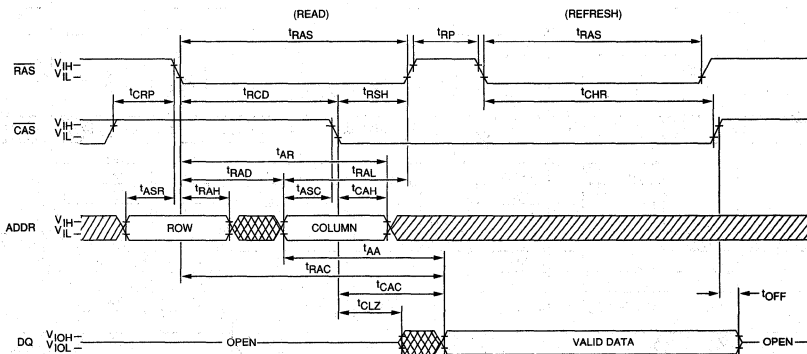 (READ) (REFRESH)
tRAS tRP tRAS
RAS VIH VIL
tCRP tRCD tRSH tCHR
CAS VIH VIL
tAR
tRAD tRAL
tASR tRAH tASC tCAH
ADDR VIH VIL ROW COLUMN
tAA
tRAC
tCAC
tCLZ tOFF
DQ VIOH VIOL OPEN VALID DATA OPEN